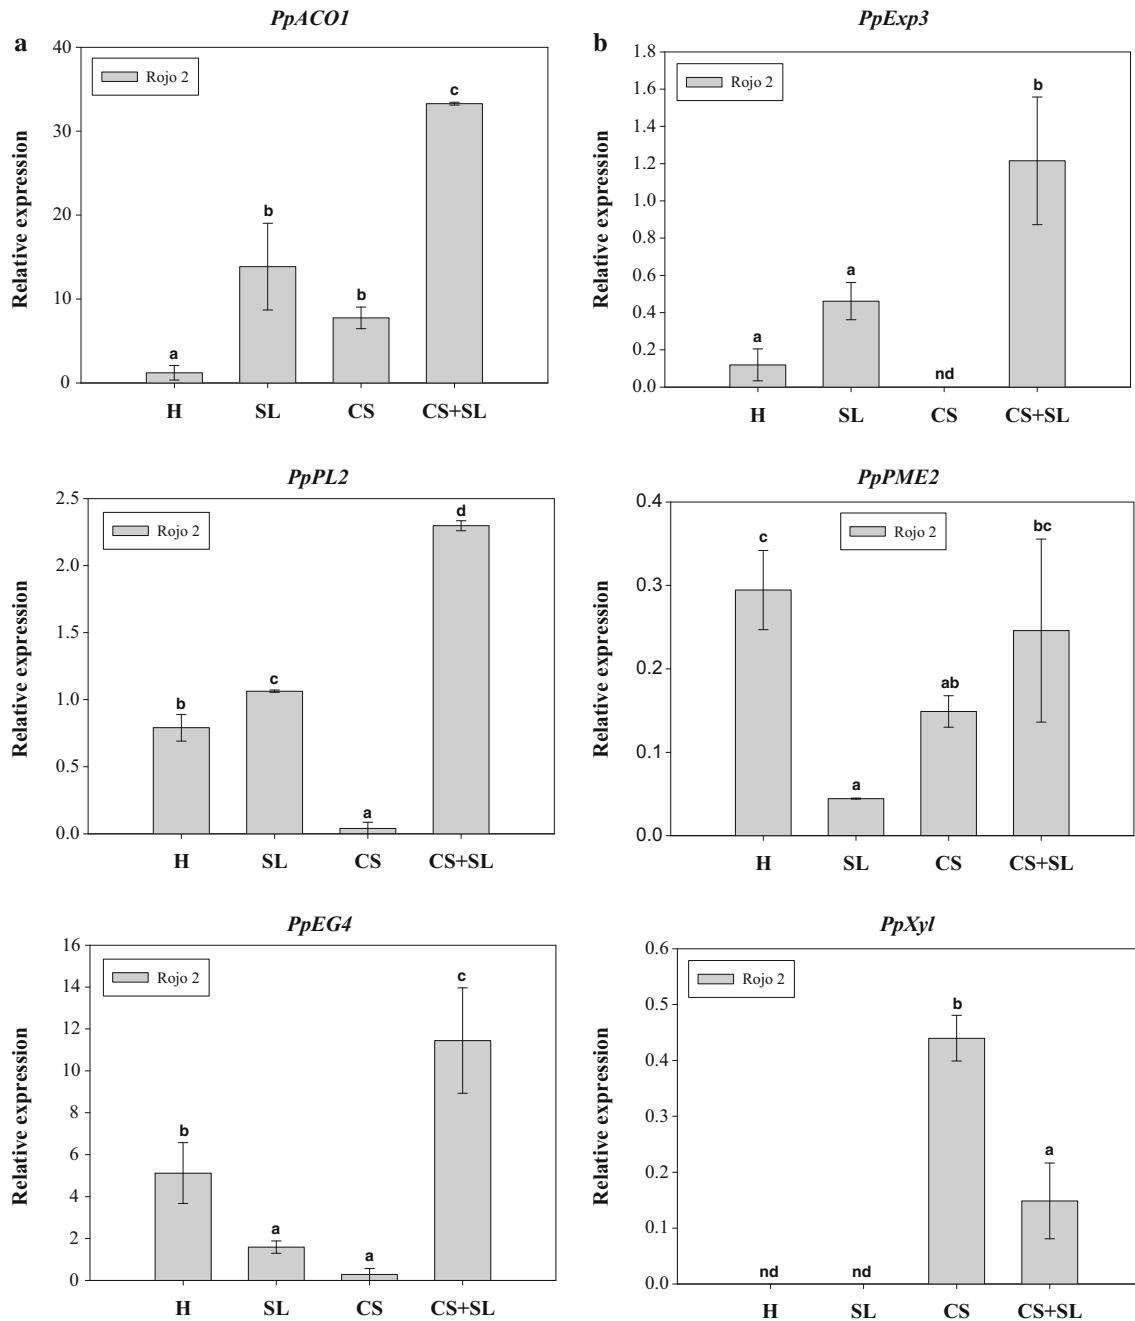 a
PpACO1
Relative expression
40
30
20
10
0
Rojo 2
a
b
b
c
H SL CS CS+SL
b
PpExp3
Relative expression
1.8
1.6
1.4
1.2
1.0
0.8
0.6
0.4
0.2
0.0
Rojo 2
a
a
nd
b
H SL CS CS+SL
PpPL2
Relative expression
2.5
2.0
1.5
1.0
0.5
0.0
Rojo 2
b
c
a
d
H SL CS CS+SL
PpPME2
Relative expression
0.4
0.3
0.2
0.1
0.0
Rojo 2
c
a
ab
bc
H SL CS CS+SL
PpEG4
Relative expression
16
14
12
10
8
6
4
2
0
Rojo 2
b
a
a
c
H SL CS CS+SL
PpXyl
Relative expression
0.6
0.5
0.4
0.3
0.2
0.1
0.0
Rojo 2
nd
nd
b
a
H SL CS CS+SL